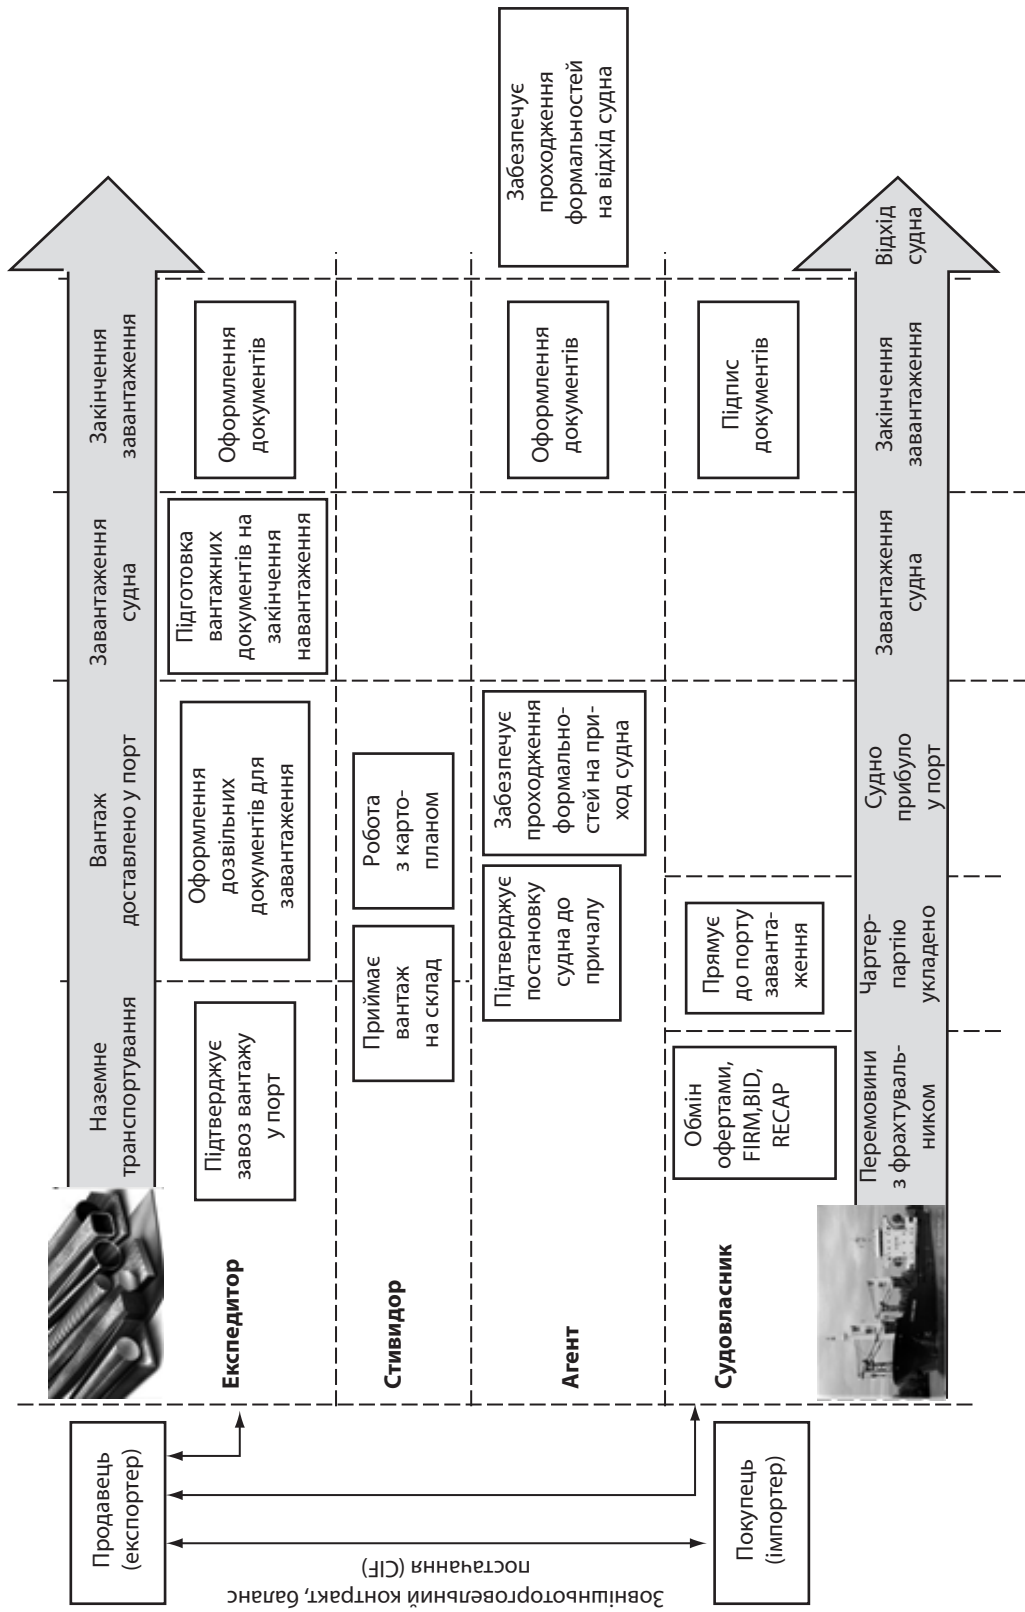 Продавець
(експортер)
Зовнішньоторговельний контракт, баланс
постачання (CIF)
Покупець
(імпортер)
Наземне
транспортування
Вантаж
доставлено у порт
Завантаження
судна
Закінчення
завантаження
Експедитор
Підтверджує
завоз вантажу
у порт
Оформлення
дозвільних
документів для
завантаження
Підготовка
вантажних
документів на
закінчення
навантаження
Оформлення
документів
Стивидор
Приймає
вантаж
на склад
Робота
з карто-
планом
Агент
Підтверджує
постановку
судна до
причалу
Забезпечує
проходження
формально-
стей на при-
ход судна
Оформлення
документів
Забезпечує
проходження
формальностей
на відхід судна
Судовласник
Обмін
офертами,
FIRM,BID,
RECAP
Прямує
до порту
заванта-
ження
Підпис
документів
Перемовини
з фрахтуваль-
ником
Чартер-
партію
укладено
Судно
прибуло
у порт
Завантаження
судна
Закінчення
завантаження
Відхід
судна